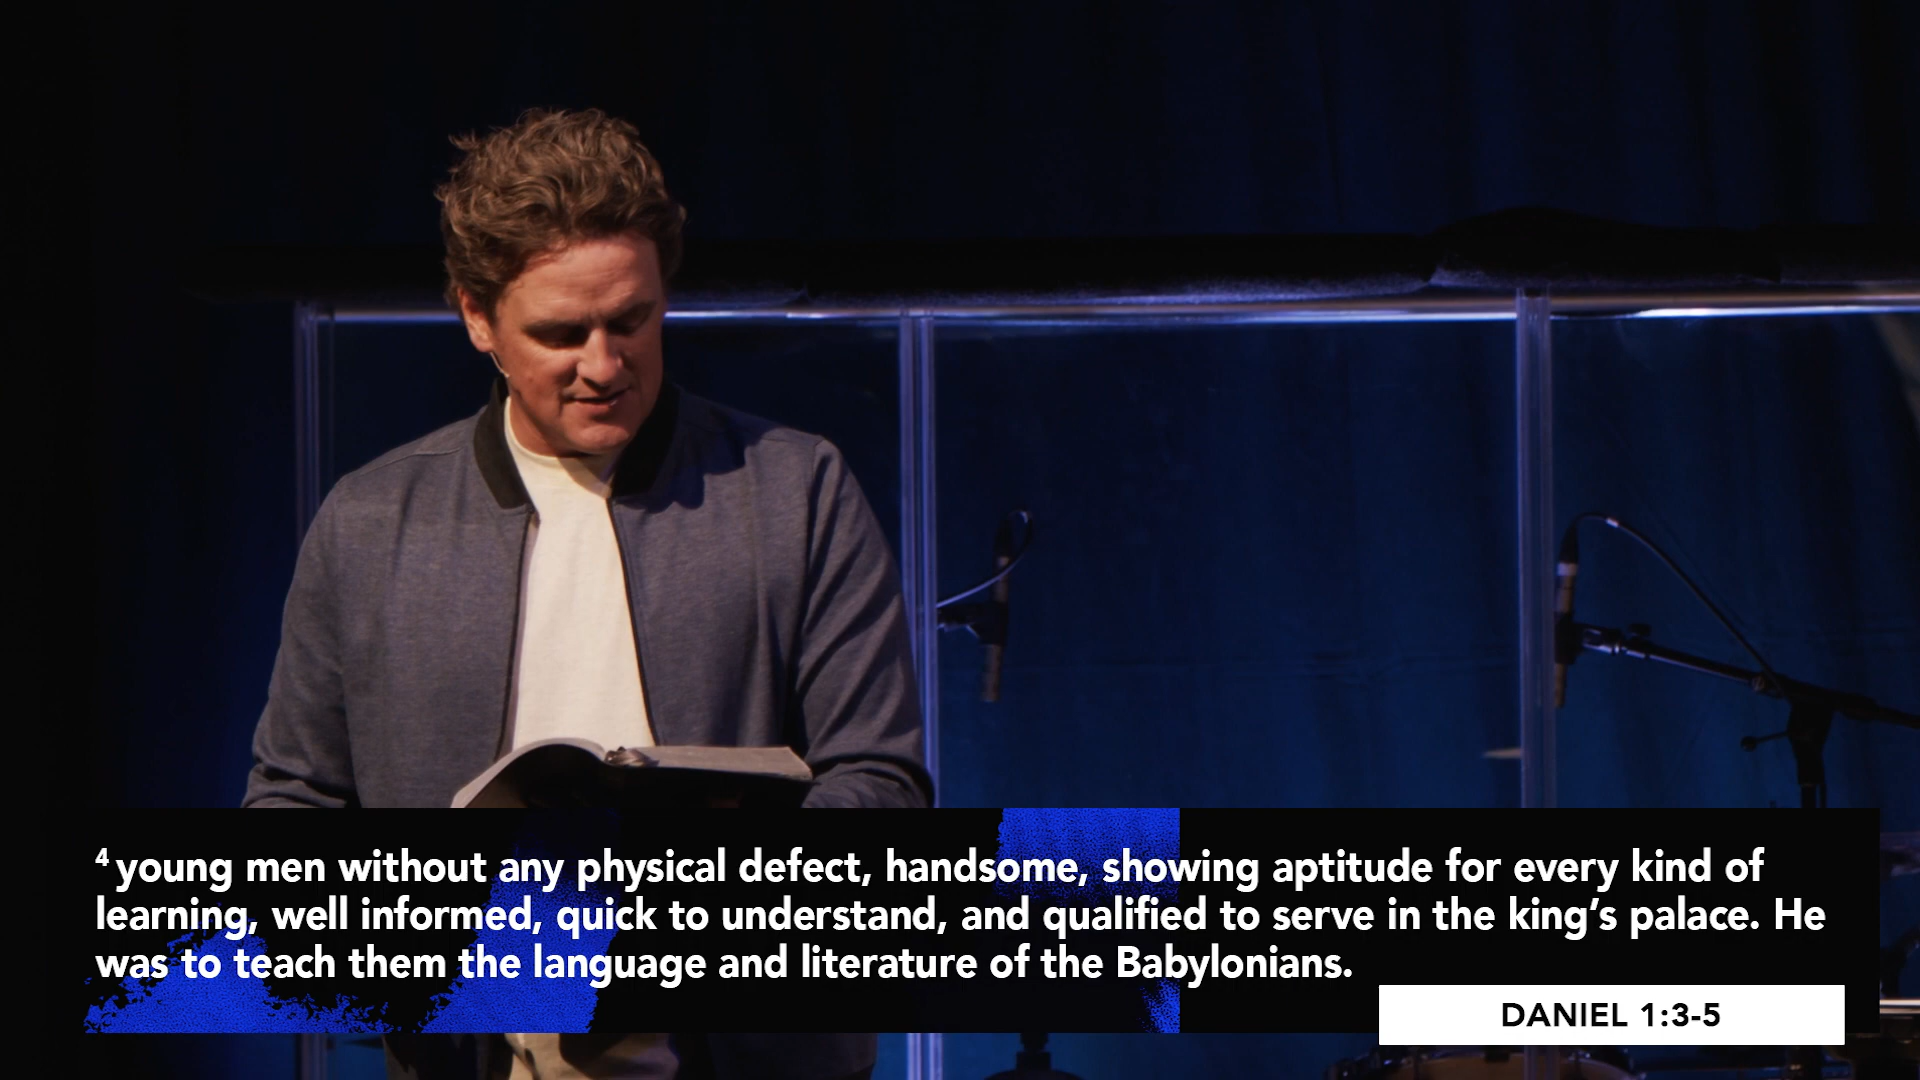 4 young men without any physical defect, handsome, showing aptitude for every kind of
learning, well informed, quick to understand, and qualified to serve in the king’s palace. He
was to teach them the language and literature of the Babylonians.
DANIEL 1:3-5